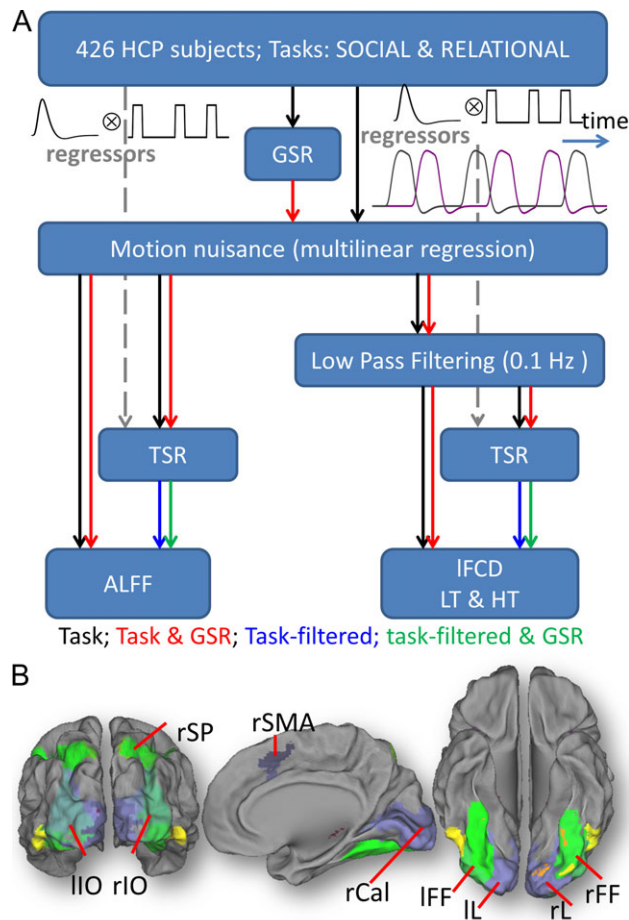 A
426 HCP subjects; Tasks: SOCIAL & RELATIONAL
regressors
GSR
regressors
time
Motion nuisance (multilinear regression)
Low Pass Filtering (0.1 Hz )
TSR
TSR
ALFF
lFCD
LT & HT
Task; Task & GSR; Task-filtered; task-filtered & GSR
B
rSP
rSMA
lIO
rIO
rCal
lFF
lL
rL
rFF